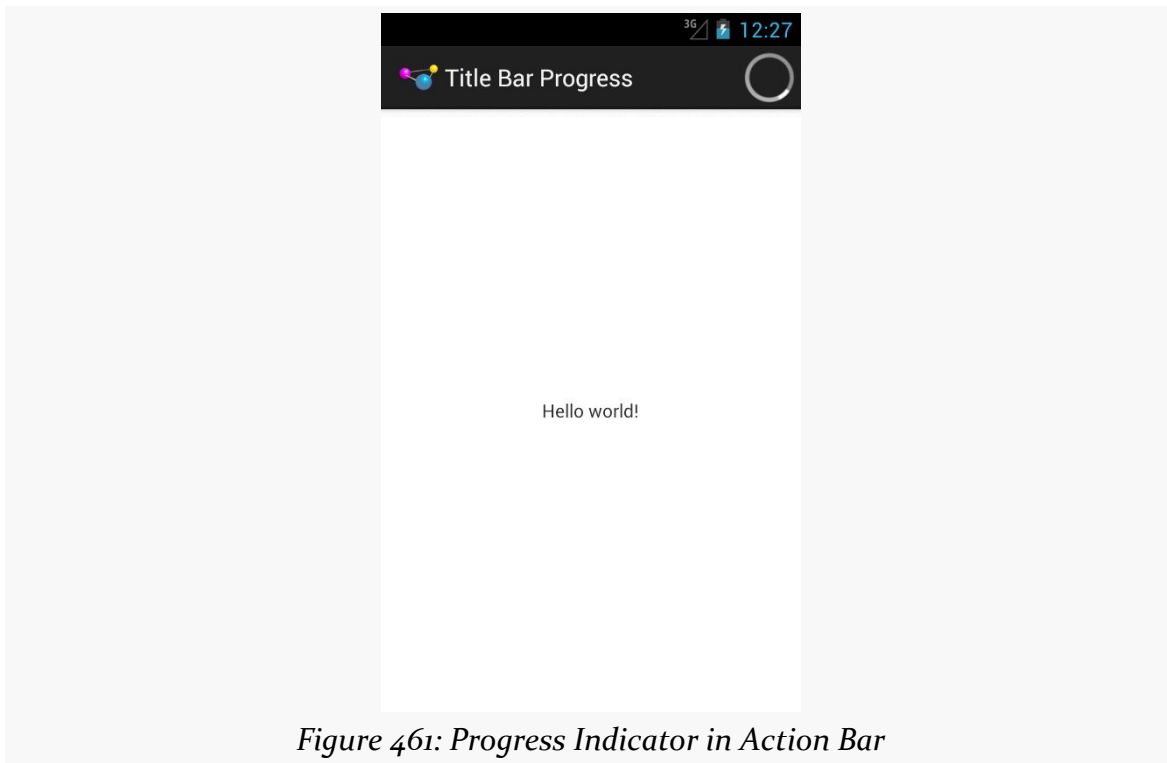 3G 12:27
Title Bar Progress
Hello world!
Figure 461: Progress Indicator in Action Bar